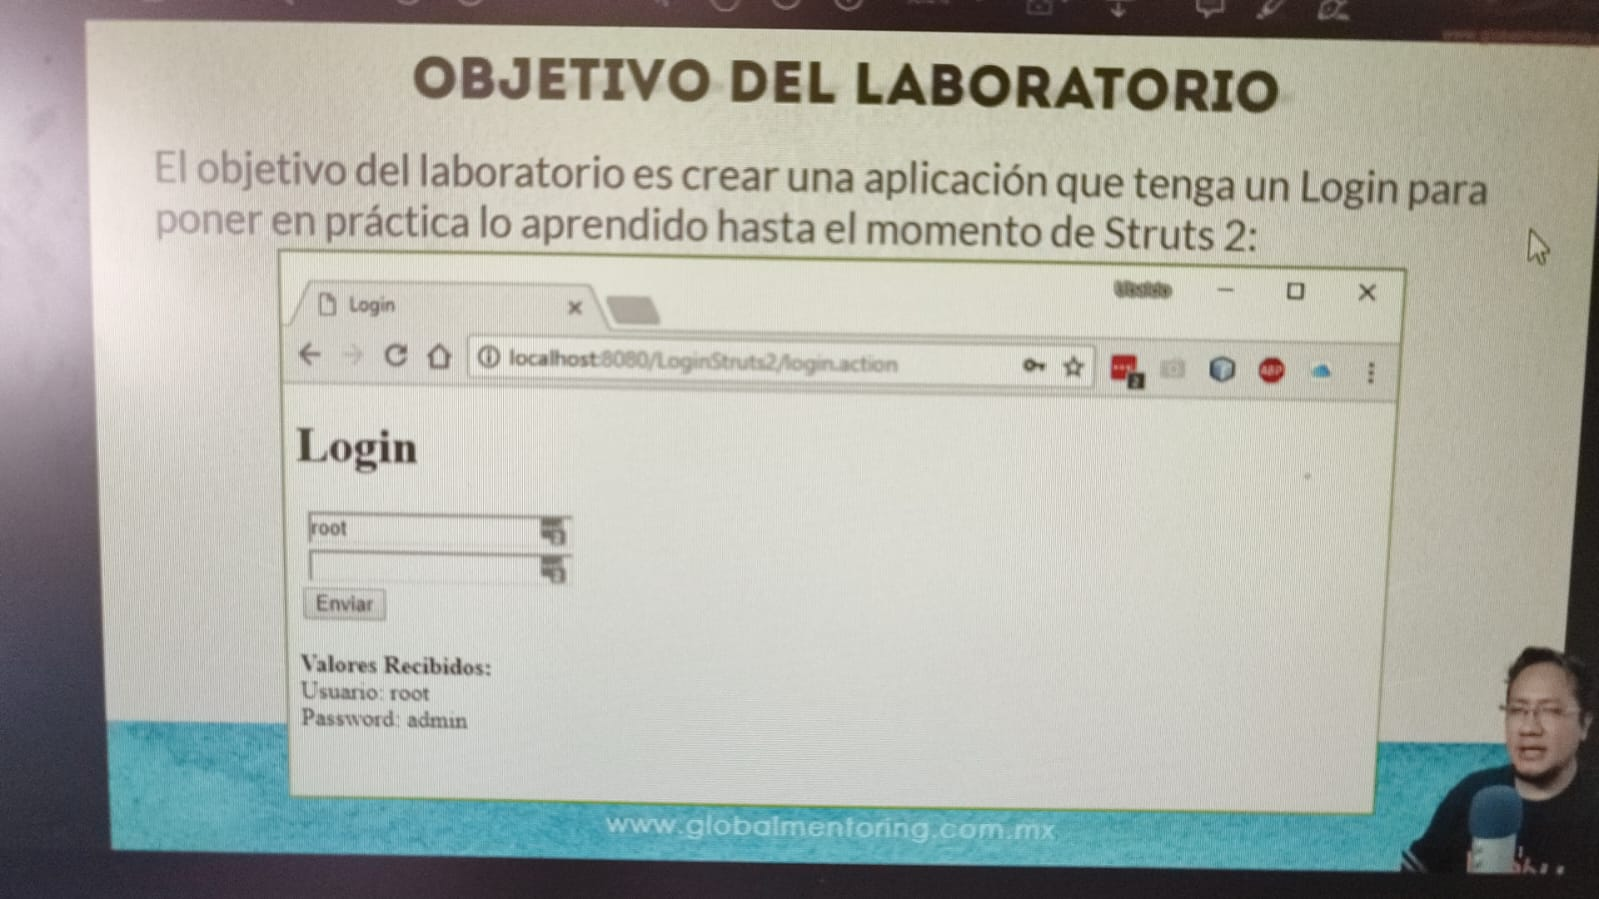 OBJETIVO DEL LABORATORIO
El objetivo del laboratorio es crear una aplicación que tenga un Login para
poner en práctica lo aprendido hasta el momento de Struts 2:
Login
localhost:8080/LoginStruts2/login.action
ABP
Login
root
Enviar
Valores Recibidos:
Usuario: root
Password: admin
www.globalmentoring.com.mx